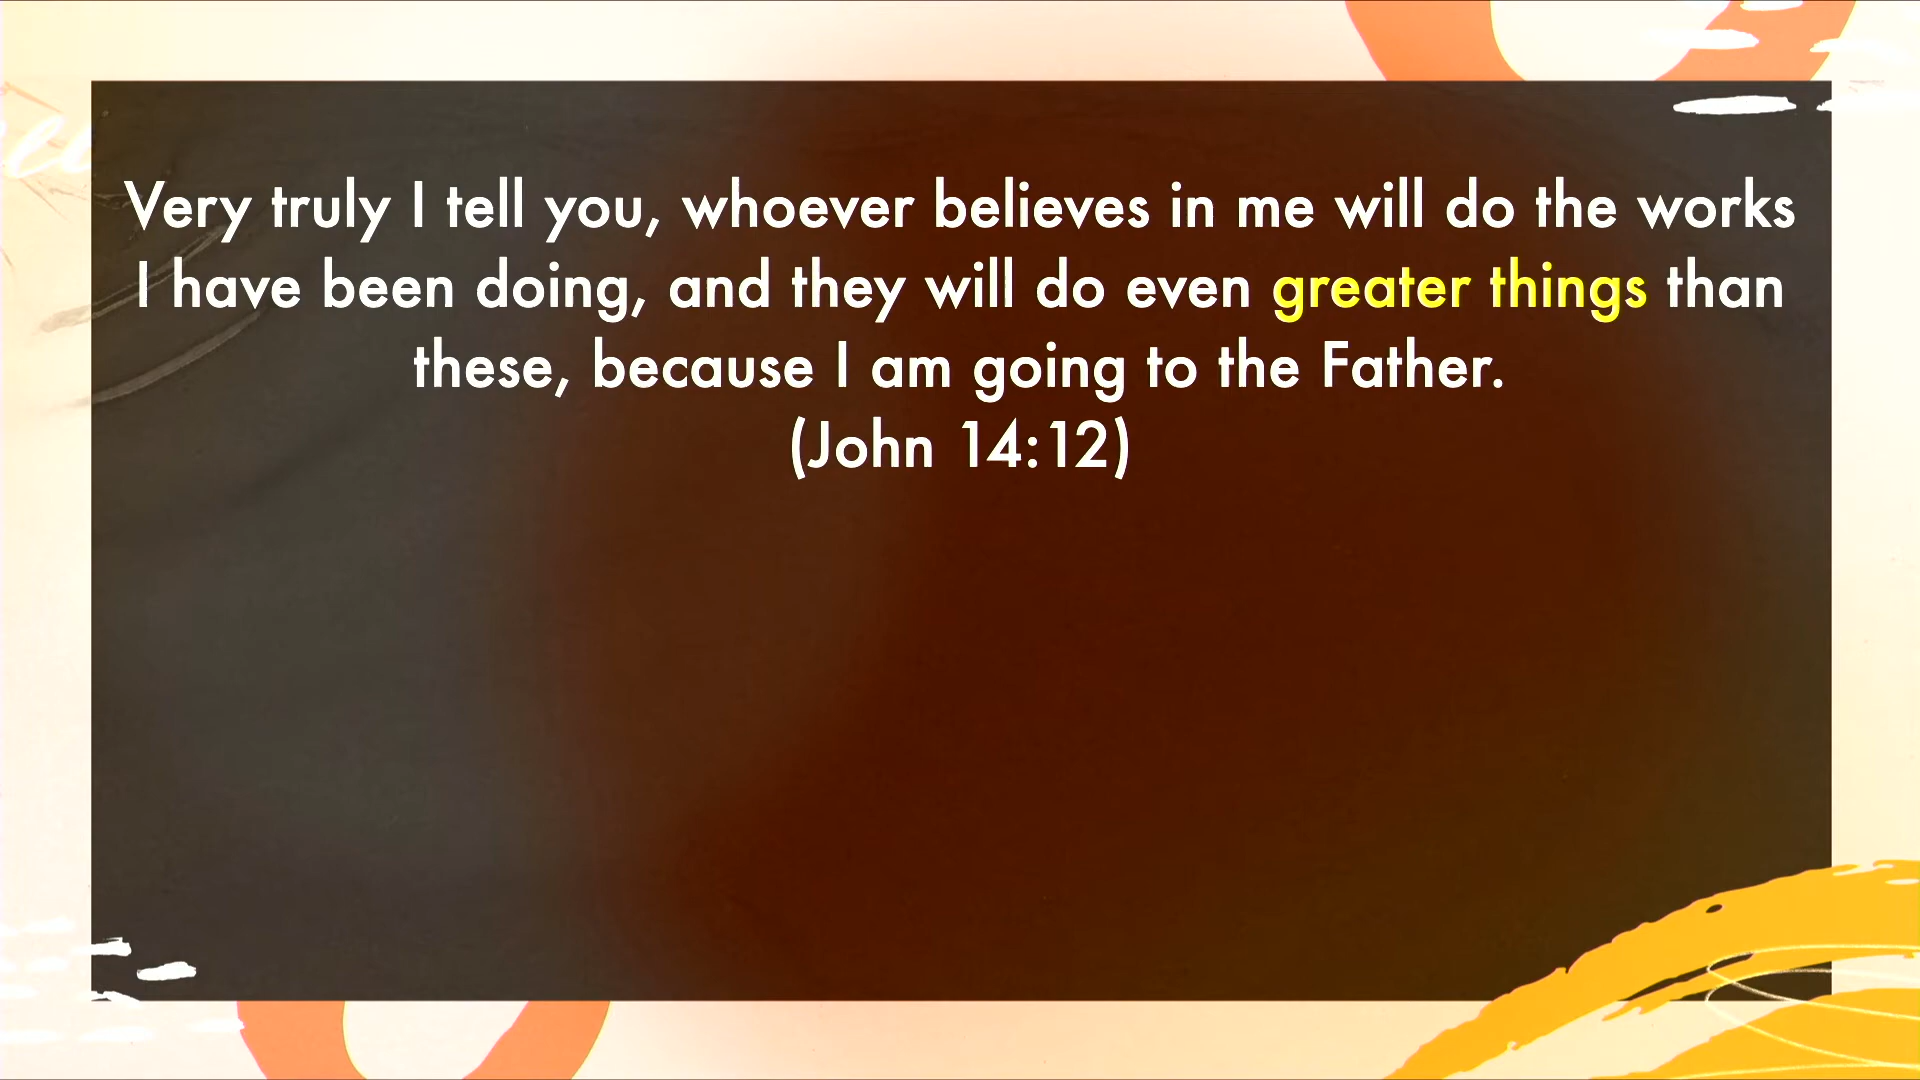 Very truly I tell you, whoever believes in me will do the works
I have been doing, and they will do even greater things than
these, because I am going to the Father.
(John 14:12)